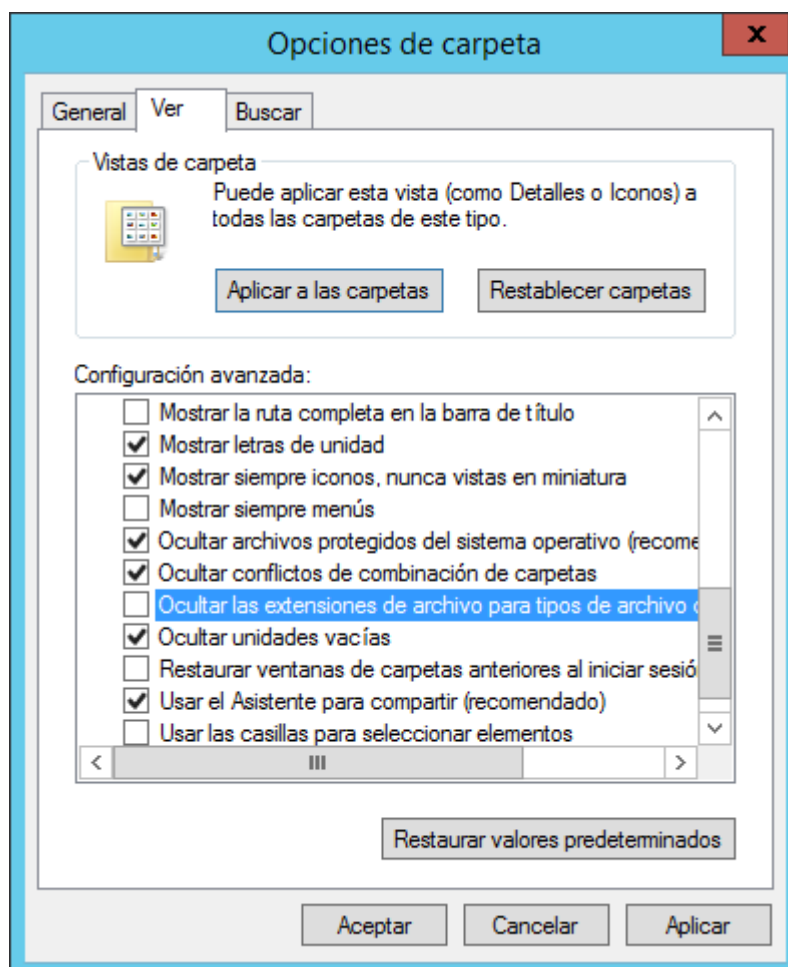 Opciones de carpeta
x
General
Ver
Buscar
Vistas de carpeta
Puede aplicar esta vista (como Detalles o Iconos) a
todas las carpetas de este tipo.
Aplicar a las carpetas
Restablecer carpetas
Configuración avanzada:
Mostrar la ruta completa en la barra de título
Mostrar letras de unidad
Mostrar siempre iconos, nunca vistas en miniatura
Mostrar siempre menús
Ocultar archivos protegidos del sistema operativo (recome
Ocultar conflictos de combinación de carpetas
Ocultar las extensiones de archivo para tipos de archivo c
Ocultar unidades vacías
Restaurar ventanas de carpetas anteriores al iniciar sesió
Usar el Asistente para compartir (recomendado)
Usar las casillas para seleccionar elementos
Restaurar valores predeterminados
Aceptar
Cancelar
Aplicar